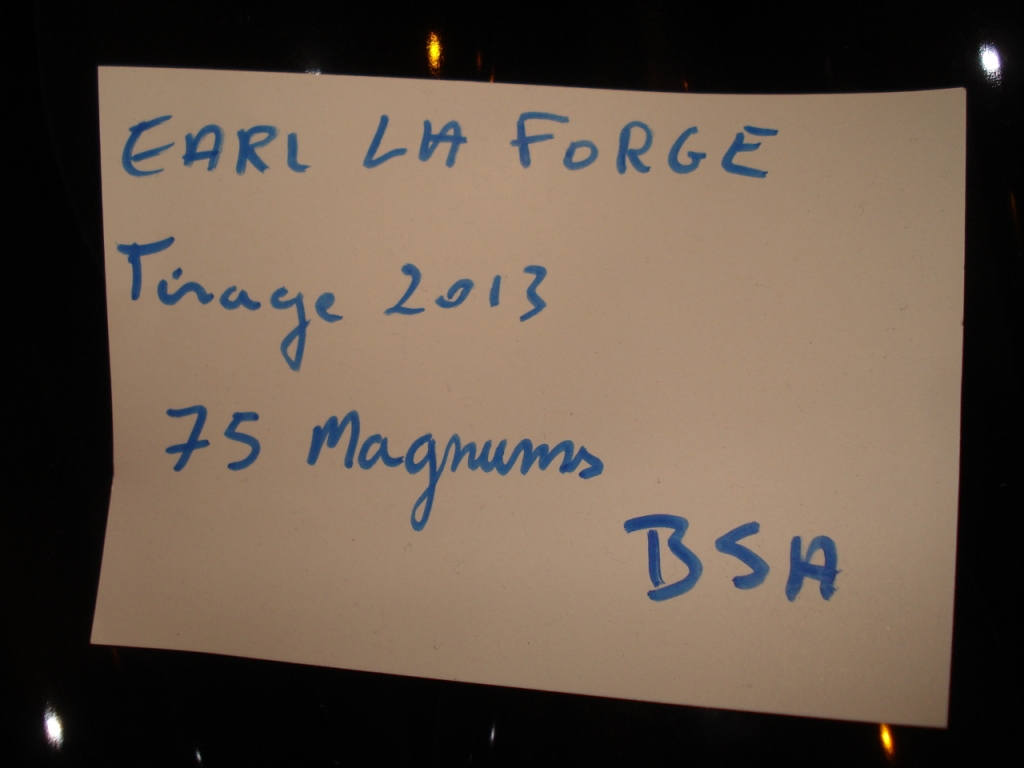 EARL LA FORGE
Tirage 2013
75 Magnums
BSA